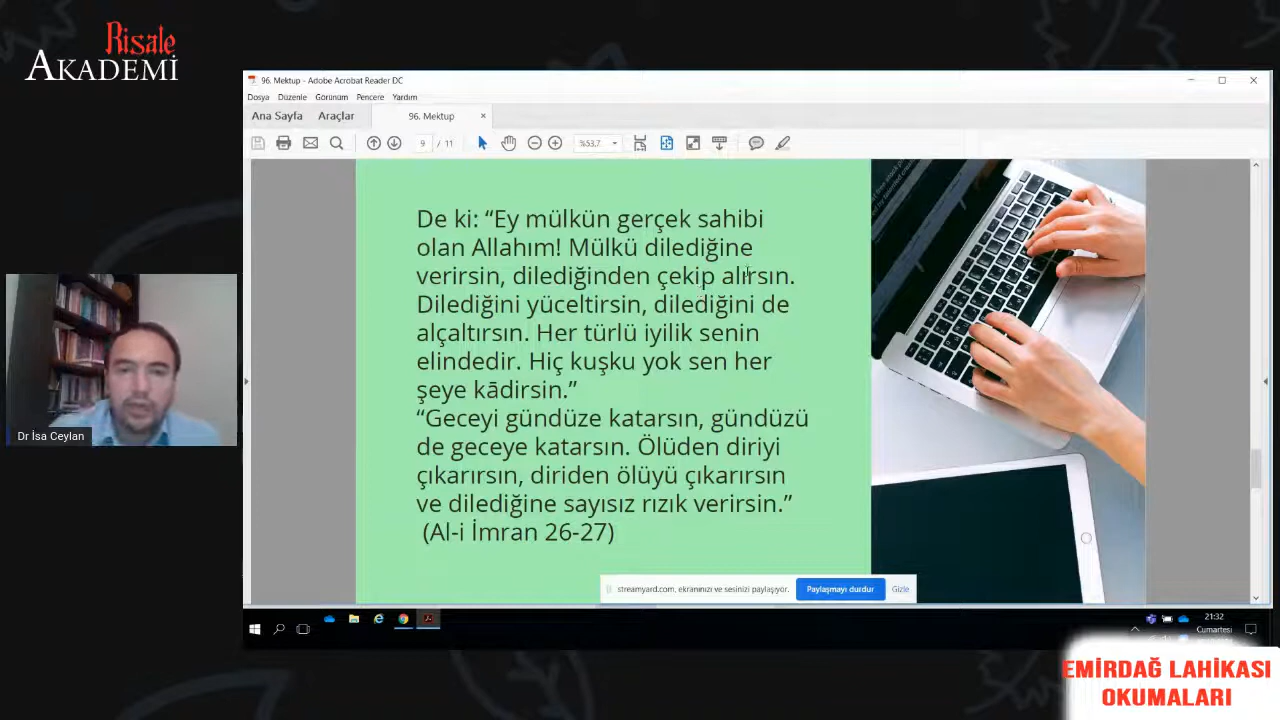 Risale
AKADEMİ
96. Mektup - Adobe Acrobat Reader DC
Dosya Düzenle Görünüm Pencere Yardım
Ana Sayfa Araçlar 96. Mektup ×
9 / 11 %53,7
De ki: “Ey mülkün gerçek sahibi
olan Allahım! Mülkü dilediğine
verirsin, dilediğinden çekip alırsın.
Dilediğini yüceltirsin, dilediğini de
alçaltırsın. Her türlü iyilik senin
elindedir. Hiç kuşku yok sen her
şeye kādirsin.”
“Geceyi gündüze katarsın, gündüzü
de geceye katarsın. Ölüden diriyi
çıkarırsın, diriden ölüyü çıkarırsın
ve dilediğine sayısız rızık verirsin.”
(Al-i İmran 26-27)
Dr İsa Ceylan
streamyard.com, ekranınızı ve sesinizi paylaşıyor. Paylaşmayı durdur Gizle
21:32
Cumartesi
EMİRDAĞ LAHİKASI
OKUMALARI